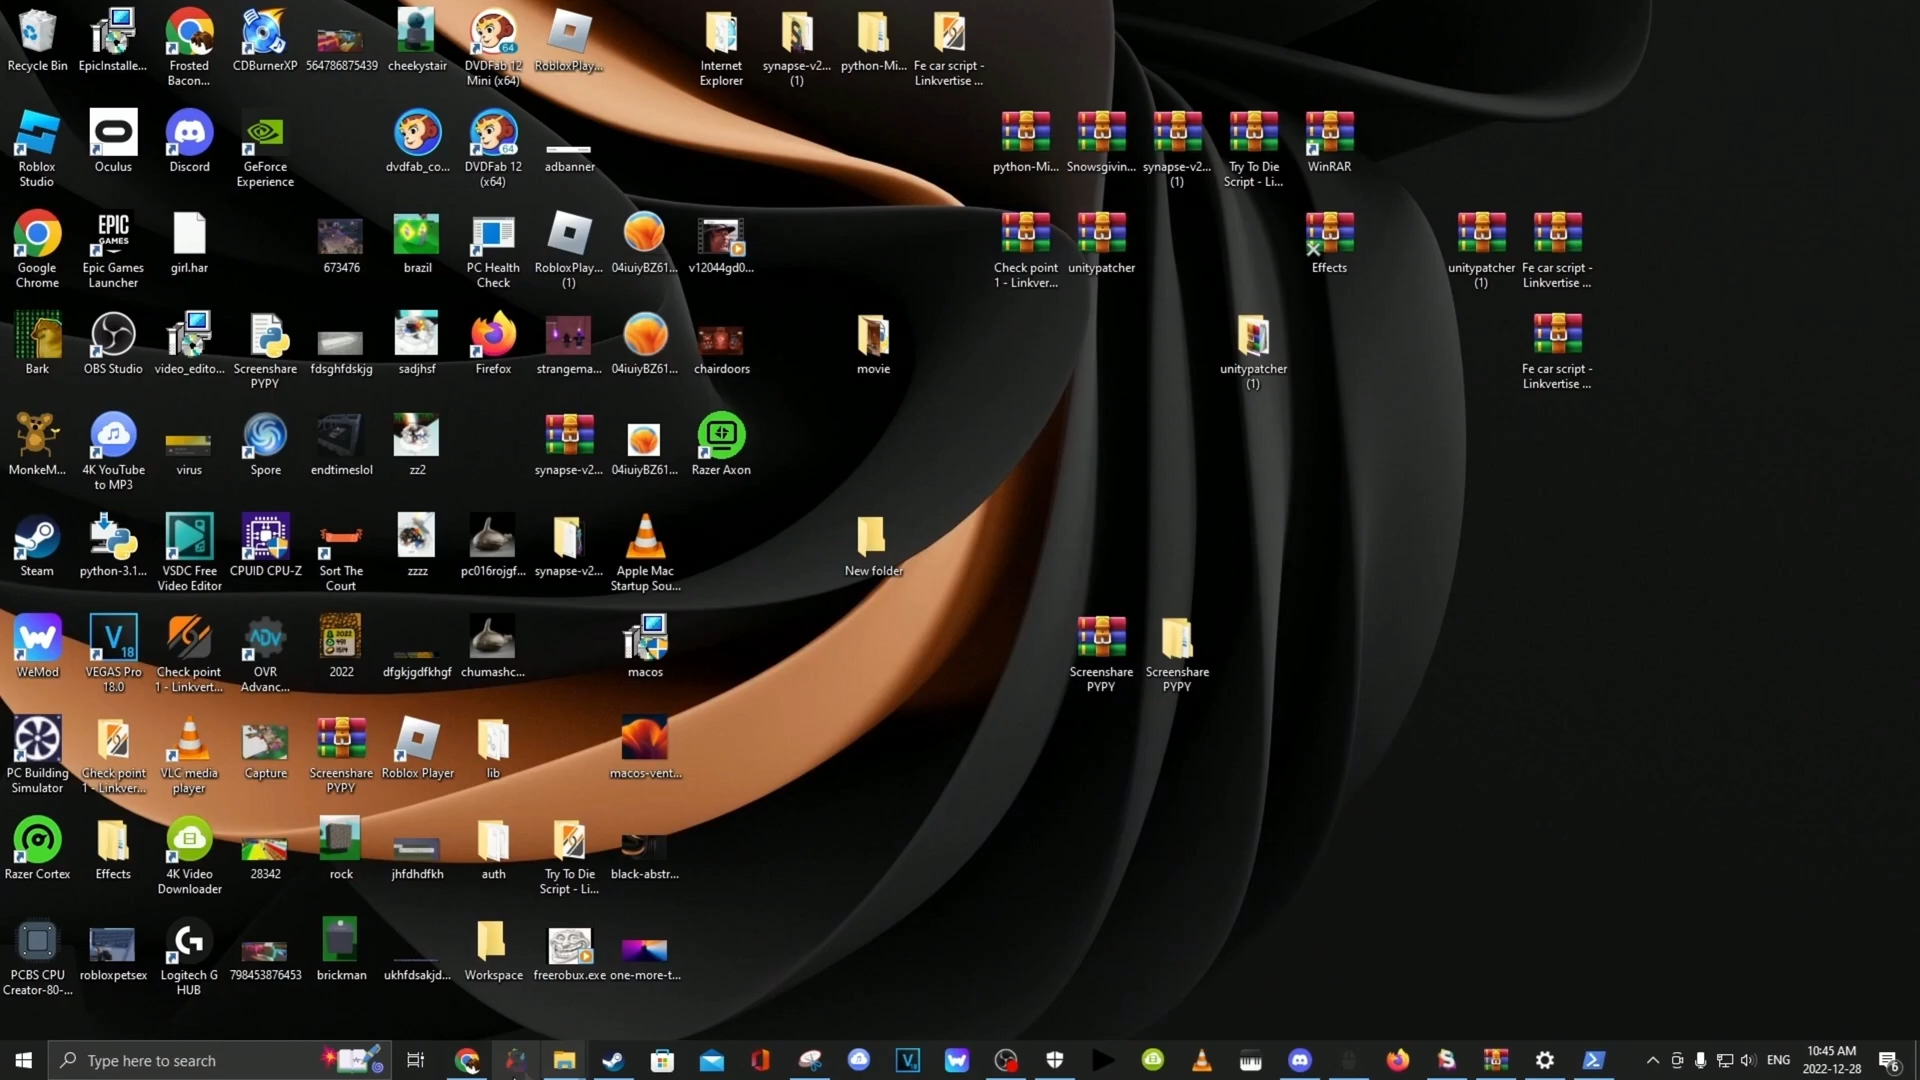 Recycle Bin
EpicInstalle...
Frosted
Bacon...
CDBurnerXP
564786875439
cheekystair
DVDFab 12
Mini (x64)
RobloxPlay...
Internet
Explorer
synapse-v2...
(1)
python-Mi...
Fe car script -
Linkvertise ...
Roblox
Studio
Oculus
Discord
GeForce
Experience
dvdfab_co...
DVDFab 12
(x64)
adbanner
python-Mi...
Snowsgivin...
synapse-v2...
(1)
Try To Die
Script - Li...
WinRAR
Google
Chrome
Epic Games
Launcher
girl.har
673476
brazil
PC Health
Check
RobloxPlay...
(1)
04iuiyBZ61...
v12044gd0...
Check point
1 - Linkver...
unitypatcher
Effects
unitypatcher
(1)
Fe car script -
Linkvertise ...
Bark
OBS Studio
video_edito...
Screenshare
PYPY
fdsghfdskjg
sadjhsf
Firefox
strangema...
04iuiyBZ61...
chairdoors
movie
unitypatcher
(1)
Fe car script -
Linkvertise ...
MonkeM...
4K YouTube
to MP3
virus
Spore
endtimeslol
zz2
synapse-v2...
04iuiyBZ61...
Razer Axon
Steam
python-3.1...
VSDC Free
Video Editor
CPUID CPU-Z
Sort The
Court
zzzz
pc016rojgf...
synapse-v2...
Apple Mac
Startup Sou...
New folder
WeMod
VEGAS Pro
18.0
Check point
1 - Linkvert...
OVR
Advanc...
2022
dfgkjgdfkhgf
chumashc...
macos
Screenshare
PYPY
Screenshare
PYPY
PC Building
Simulator
Check point
1 - Linkver...
VLC media
player
Capture
Screenshare
PYPY
Roblox Player
lib
macos-vent...
Razer Cortex
Effects
4K Video
Downloader
28342
rock
jhfdhdfkh
auth
Try To Die
Script - Li...
black-abstr...
PCBS CPU
Creator-80-...
robloxpetsex
Logitech G
HUB
798453876453
brickman
ukhfdsakjd...
Workspace
freerobux.exe
one-more-t...
Type here to search
ENG
10:45 AM
2022-12-28
6